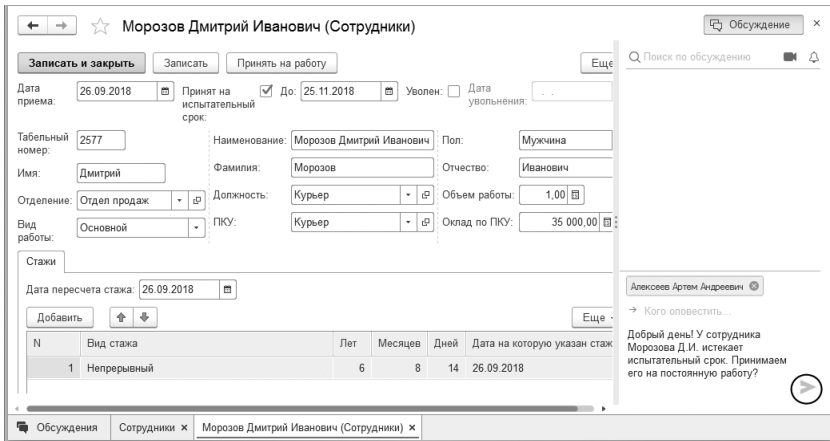 Морозов Дмитрий Иванович (Сотрудники)
Обсуждение
Записать и закрыть
Записать
Принять на работу
Еще
Поиск по обсуждению
Дата приема:
26.09.2018
Принят на испытательный срок:
До:
25.11.2018
Уволен:
Дата увольнения:
. .
Табельный номер:
2577
Наименование:
Морозов Дмитрий Иванович
Пол:
Мужчина
Имя:
Дмитрий
Фамилия:
Морозов
Отчество:
Иванович
Отделение:
Отдел продаж
Должность:
Курьер
Объем работы:
1,00
Вид работы:
Основной
ПКУ:
Курьер
Оклад по ПКУ:
35 000,00
Стажи
Дата пересчета стажа:
26.09.2018
Добавить
Еще
N
Вид стажа
Лет
Месяцев
Дней
Дата на которую указан стаж
1
Непрерывный
6
8
14
26.09.2018
Алексеев Артем Андреевич
Кого оповестить...
Добрый день! У сотрудника
Морозова Д.И. истекает
испытательный срок. Принимаем
его на постоянную работу?
Обсуждения
Сотрудники ×
Морозов Дмитрий Иванович (Сотрудники) ×